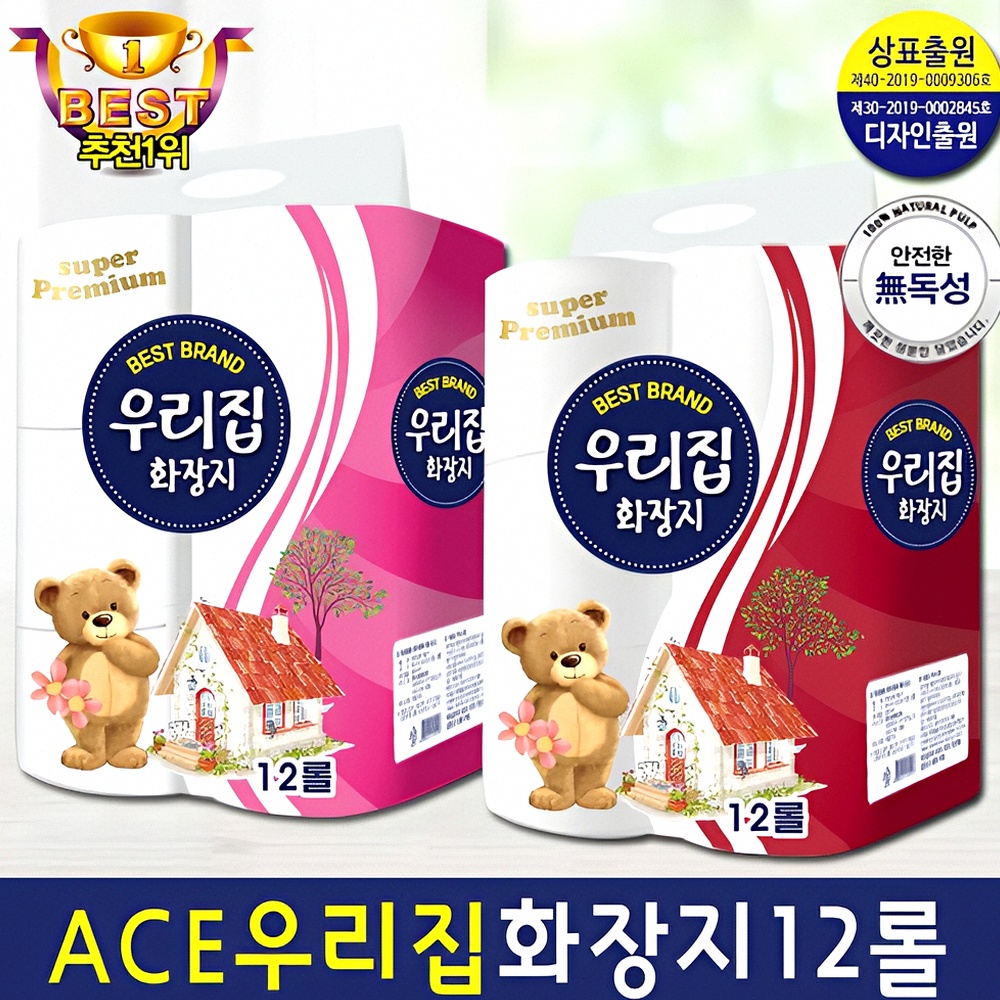 1
BEST
추천1위
상표출원
제40-2019-0009306호
제30-2019-0002845호
디자인출원
100% NATURAL PULP
안전한
無독성
super
Premium
BEST BRAND
우리집
화장지
12롤
BEST BRAND
우리집
화장지
super
Premium
BEST BRAND
우리집
화장지
12롤
BEST BRAND
우리집
화장지
ACE우리집화장지12롤